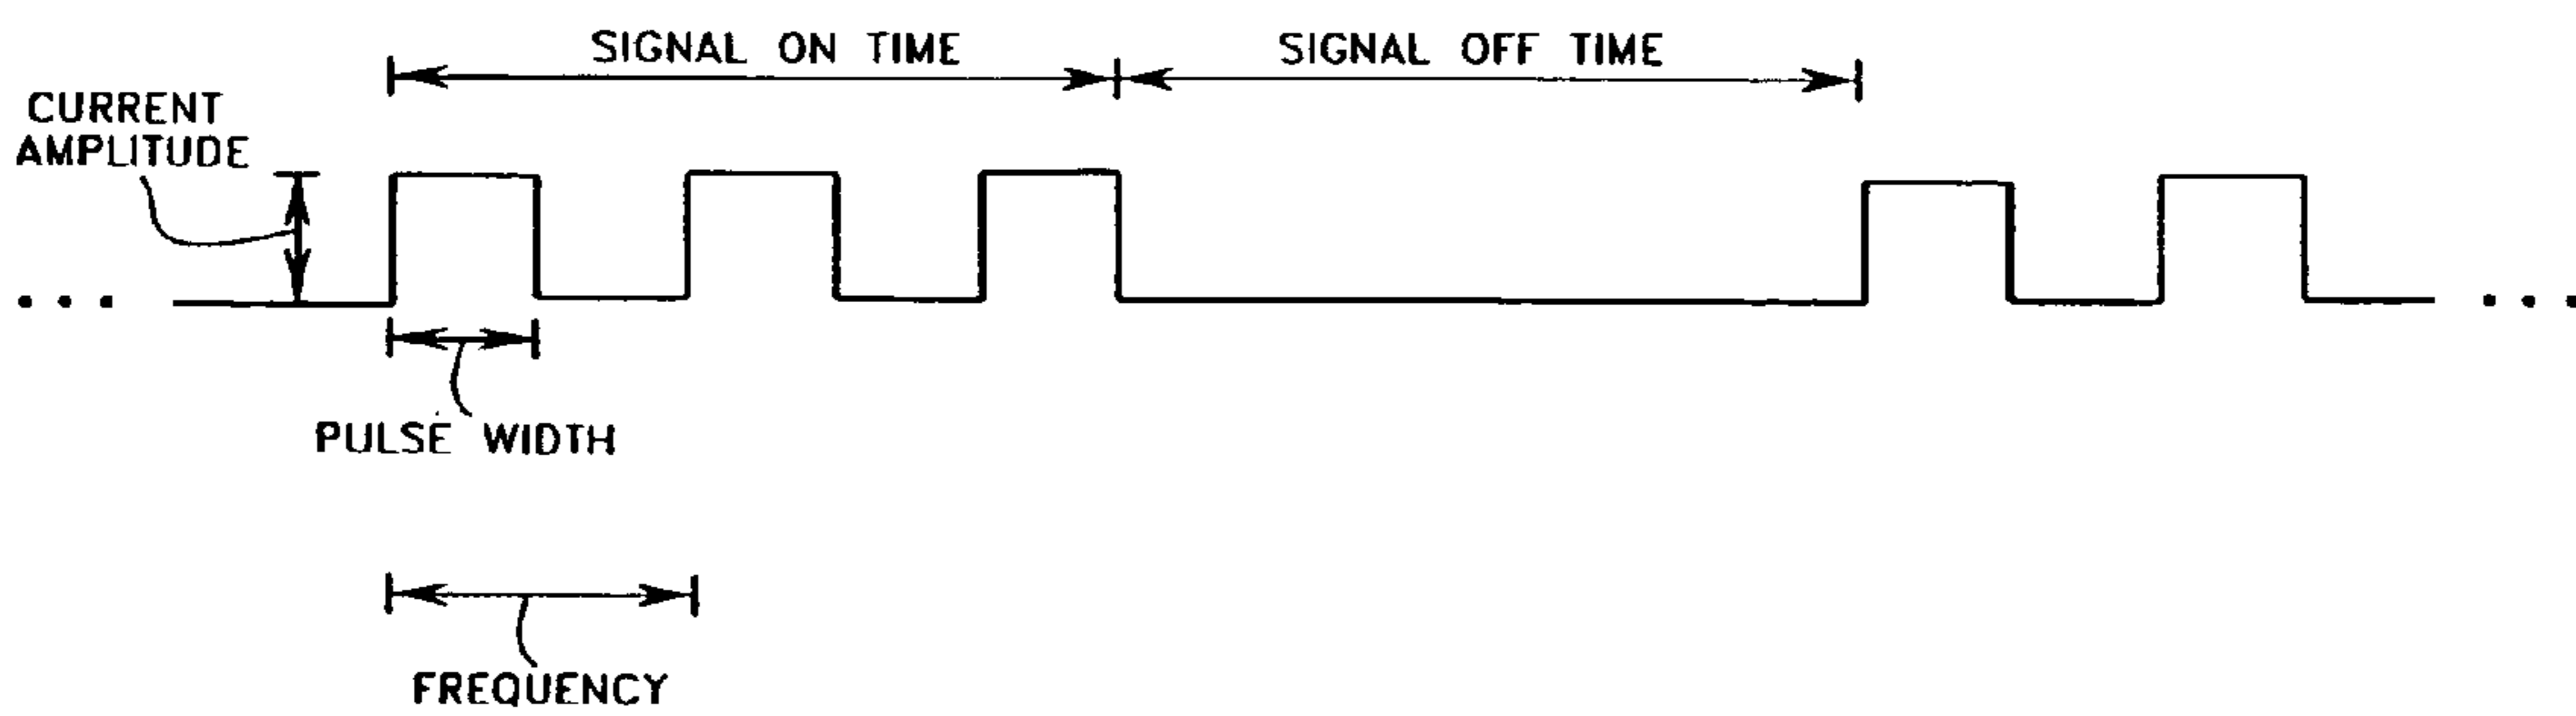 SIGNAL ON TIME
SIGNAL OFF TIME
CURRENT
AMPLITUDE
PULSE WIDTH
FREQUENCY